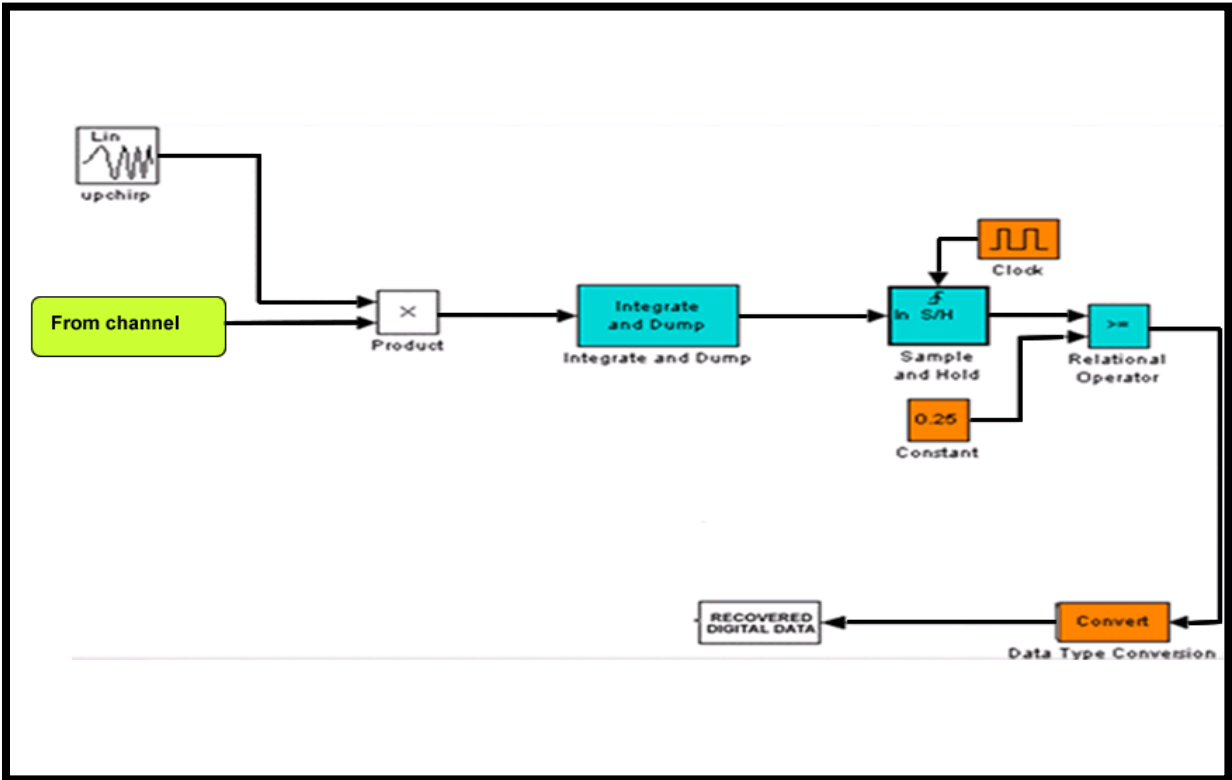 Lin
upchirp
From channel
×
Product
Integrate
and Dump
Integrate and Dump
Clock
In S/H
Sample
and Hold
>=
Relational
Operator
0.25
Constant
RECOVERED
DIGITAL DATA
Convert
Data Type Conversion